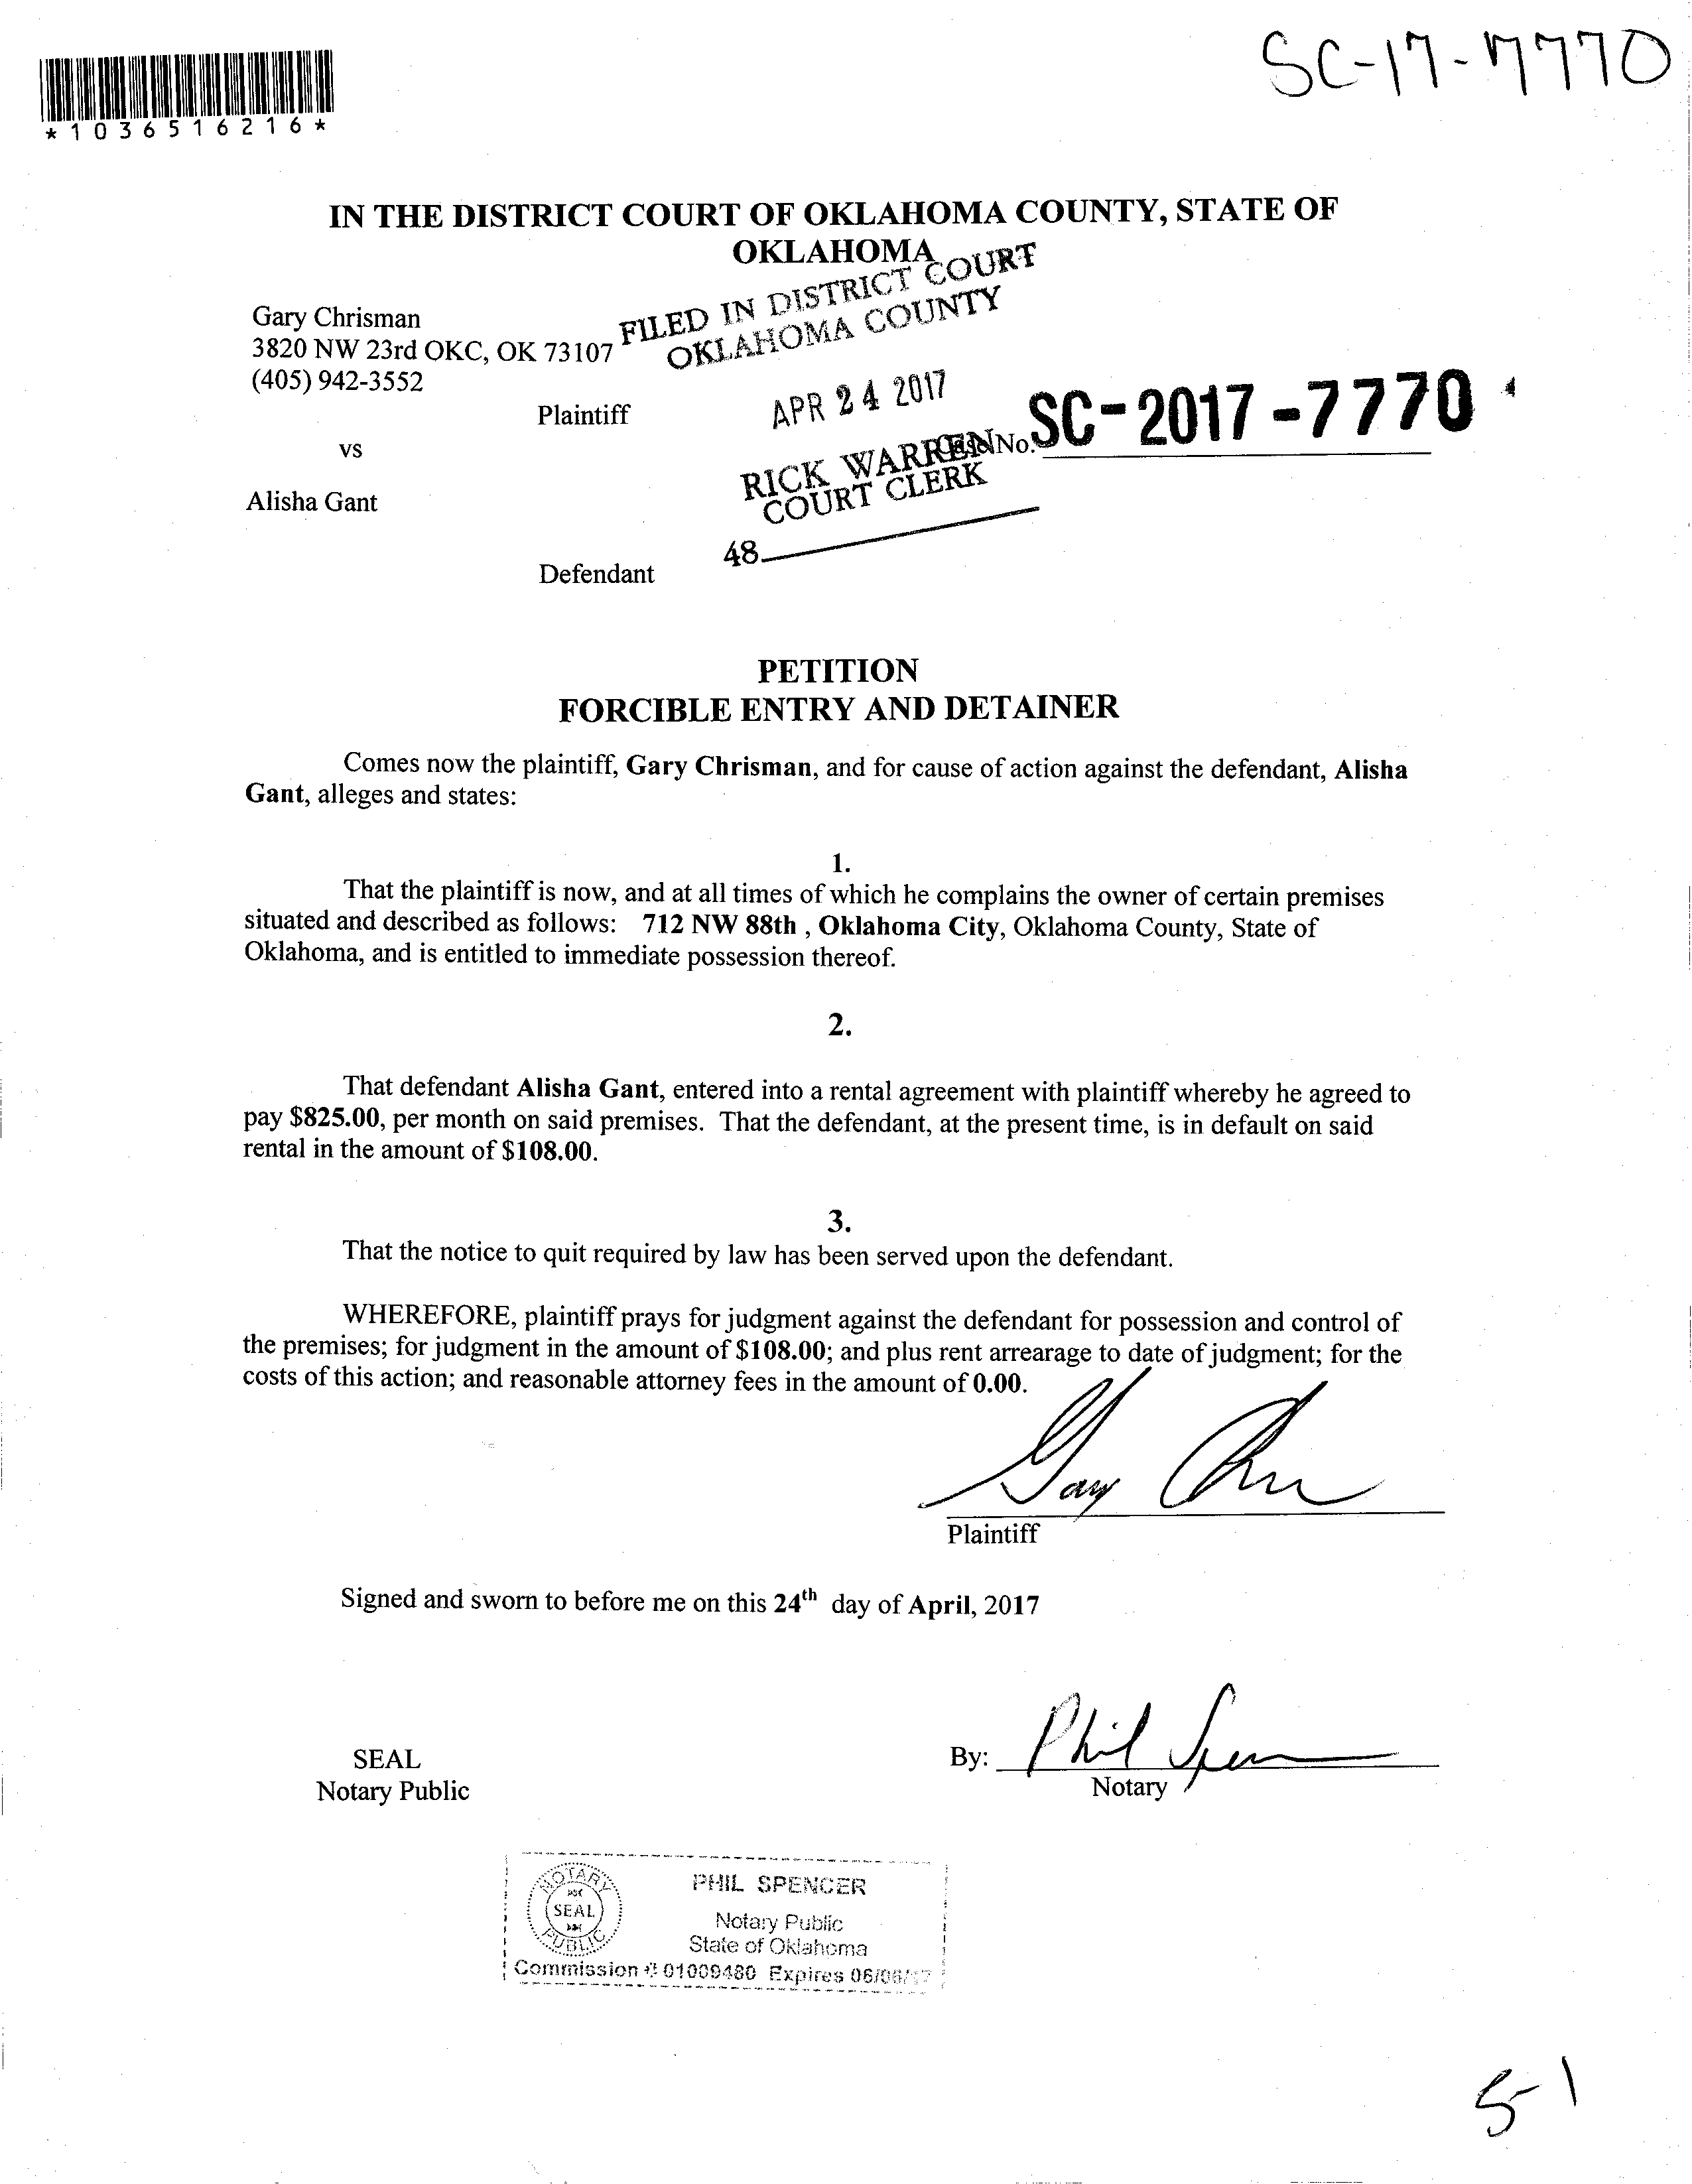 SC-17-7770
*1036516216*
IN THE DISTRICT COURT OF OKLAHOMA COUNTY, STATE OF
OKLAHOMA
FILED IN DISTRICT COURT
OKLAHOMA COUNTY
Gary Chrisman
3820 NW 23rd OKC, OK 73107
(405) 942-3552
Plaintiff
APR 24 2017
Case No. SC-2017-7770
vs
RICK WARREN
COURT CLERK
Alisha Gant
48
Defendant
PETITION
FORCIBLE ENTRY AND DETAINER
Comes now the plaintiff, Gary Chrisman, and for cause of action against the defendant, Alisha
Gant, alleges and states:
1.
That the plaintiff is now, and at all times of which he complains the owner of certain premises
situated and described as follows: 712 NW 88th , Oklahoma City, Oklahoma County, State of
Oklahoma, and is entitled to immediate possession thereof.
2.
That defendant Alisha Gant, entered into a rental agreement with plaintiff whereby he agreed to
pay $825.00, per month on said premises. That the defendant, at the present time, is in default on said
rental in the amount of $108.00.
3.
That the notice to quit required by law has been served upon the defendant.
WHEREFORE, plaintiff prays for judgment against the defendant for possession and control of
the premises; for judgment in the amount of $108.00; and plus rent arrearage to date of judgment; for the
costs of this action; and reasonable attorney fees in the amount of 0.00.
Gary
Plaintiff
Signed and sworn to before me on this 24th day of April, 2017
SEAL
By: Phil Spencer
Notary Public
Notary
NOTARY PUBLIC
SEAL
PHIL SPENCER
Notary Public
State of Oklahoma
Commission # 01009480 Expires 06/06/17
5-1